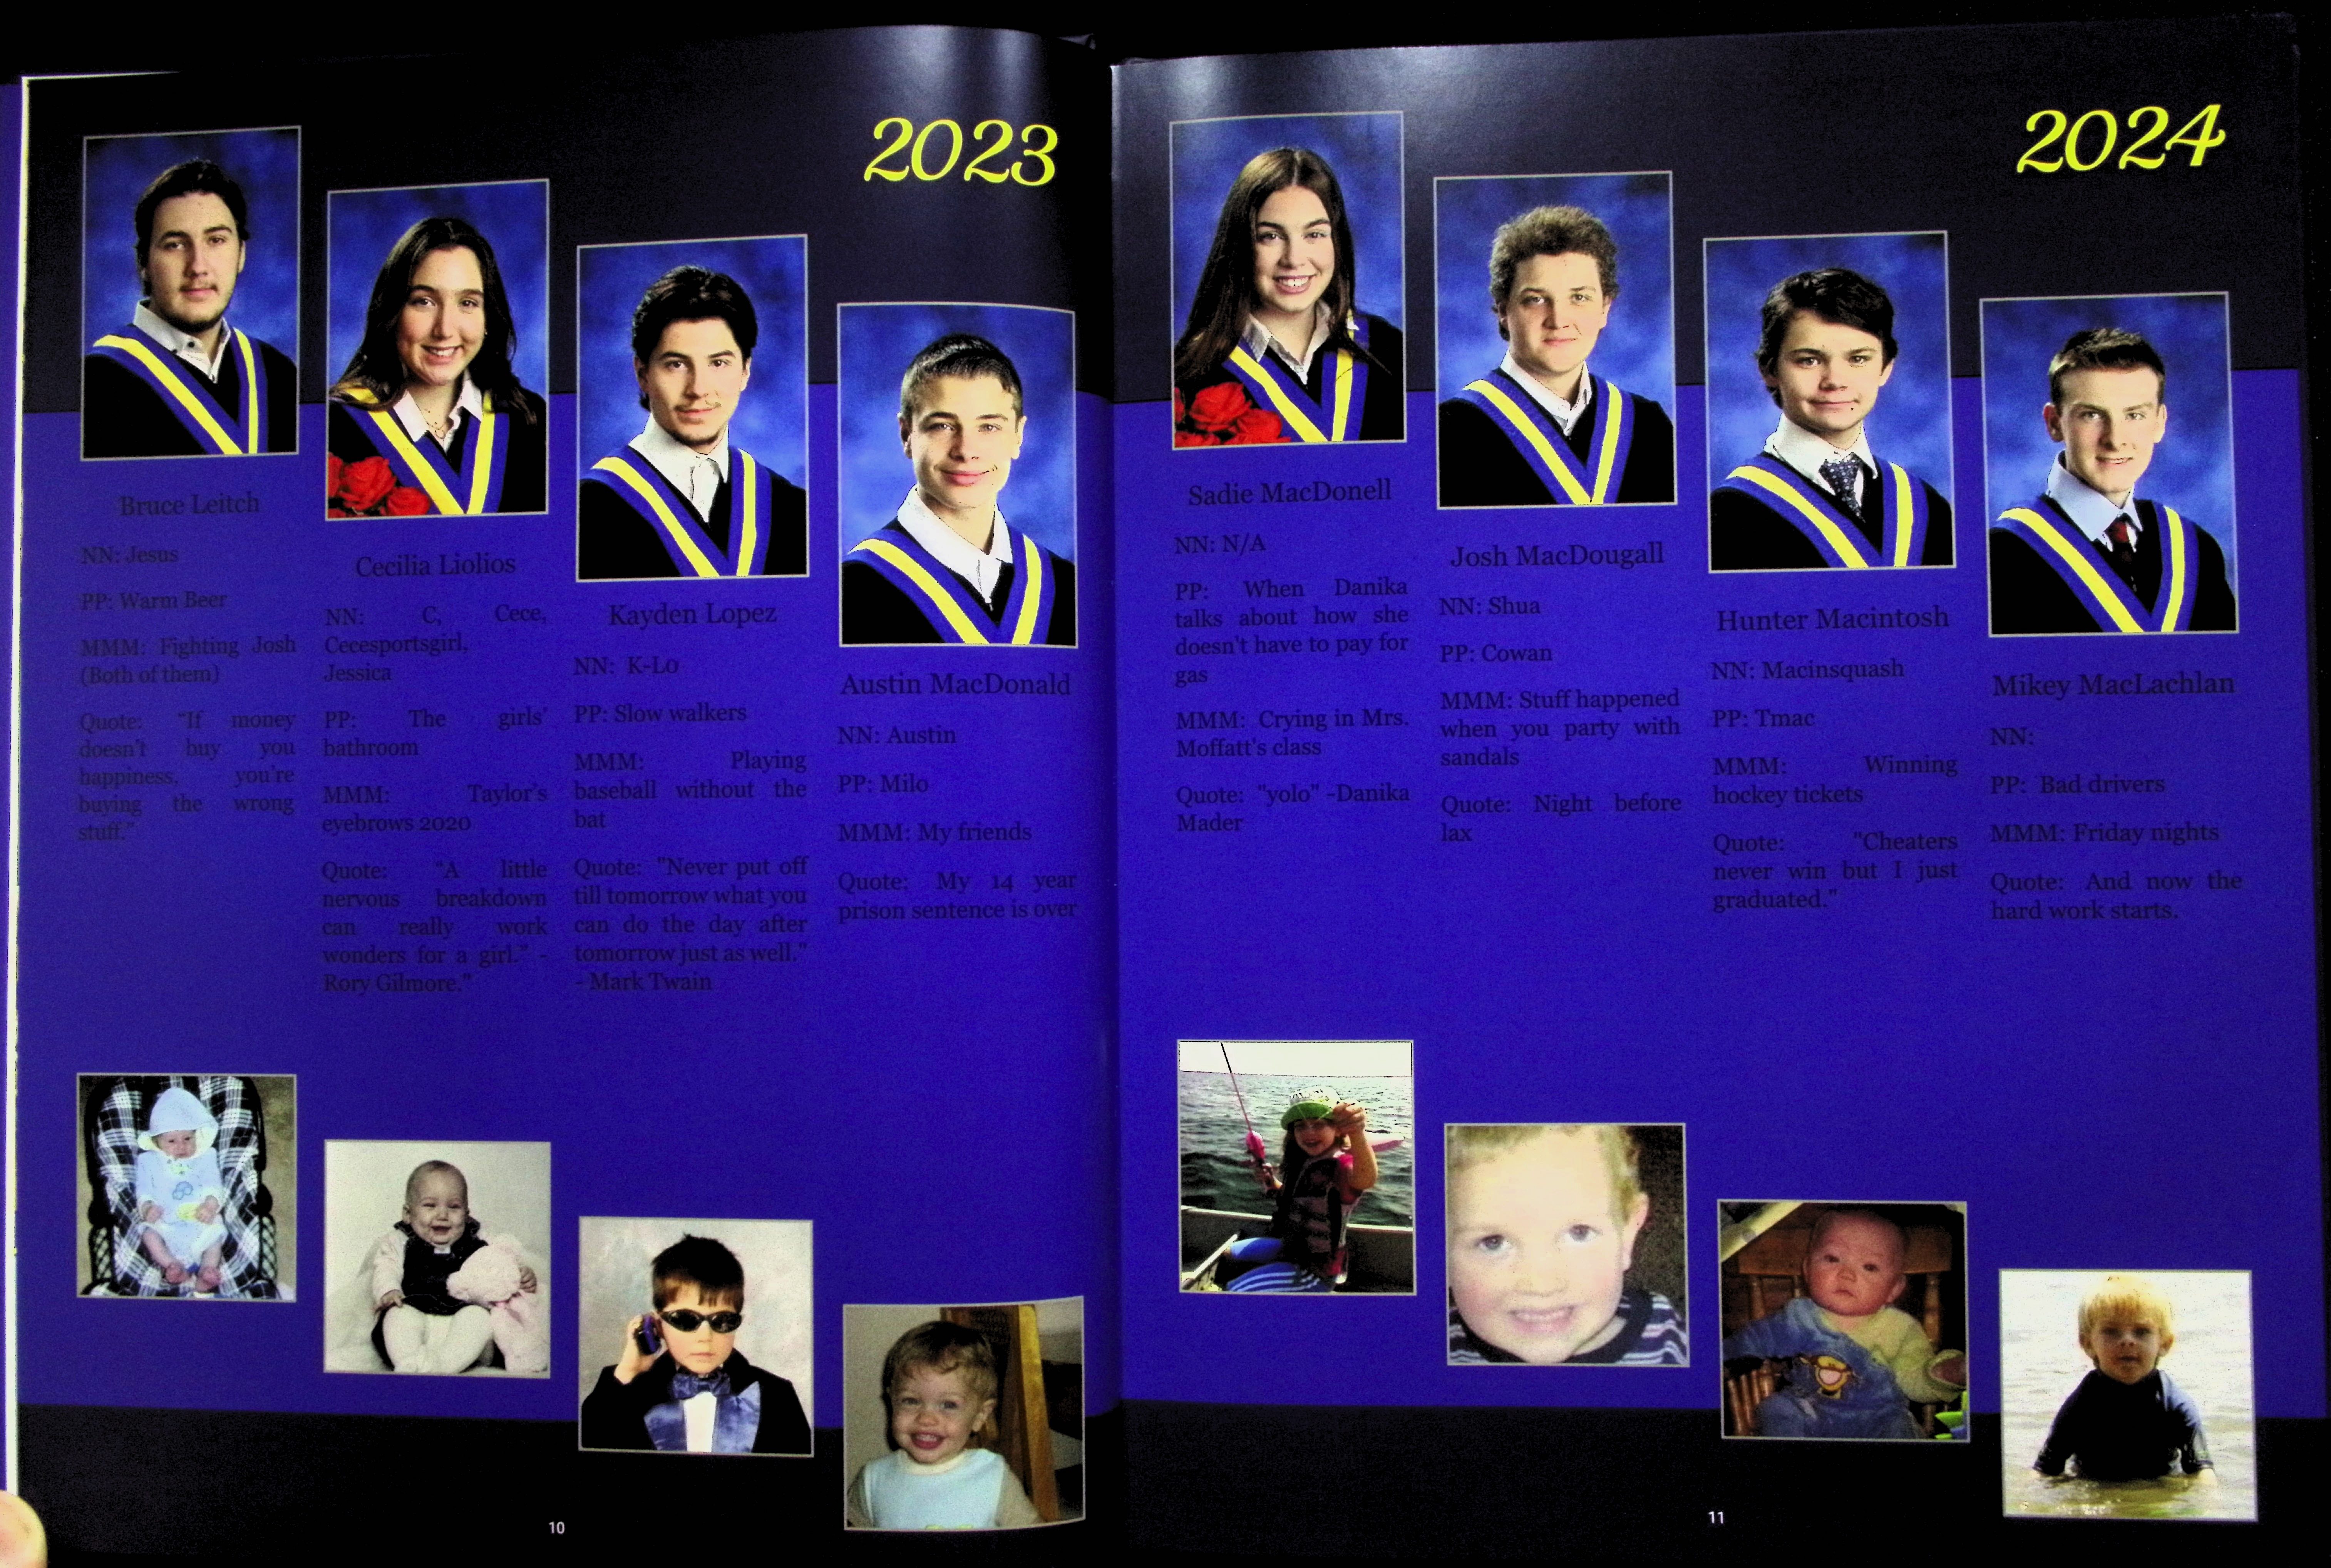 2023
Bruce Leitch
NN: Jesus
PP: Warm Beer
MMM: Fighting Josh
(Both of them)
Quote: "If money
doesn't buy you
happiness, you're
buying the wrong
stuff."
Cecilia Liolios
NN: C, Cece,
Cecesportsgirl,
Jessica
PP: The girls'
bathroom
MMM: Taylor's
eyebrows 2020
Quote: "A little
nervous breakdown
can really work
wonders for a girl." -
Rory Gilmore."
Kayden Lopez
NN: K-Lo
PP: Slow walkers
MMM: Playing
baseball without the
bat
Quote: "Never put off
till tomorrow what you
can do the day after
tomorrow just as well."
- Mark Twain
Austin MacDonald
NN: Austin
PP: Milo
MMM: My friends
Quote: My 14 year
prison sentence is over
10
2024
Sadie MacDonell
NN: N/A
PP: When Danika
talks about how she
doesn't have to pay for
gas
MMM: Crying in Mrs.
Moffatt's class
Quote: "yolo" -Danika
Mader
Josh MacDougall
NN: Shua
PP: Cowan
MMM: Stuff happened
when you party with
sandals
Quote: Night before
lax
Hunter Macintosh
NN: Macinsquash
PP: Tmac
MMM: Winning
hockey tickets
Quote: "Cheaters
never win but I just
graduated."
Mikey MacLachlan
NN:
PP: Bad drivers
MMM: Friday nights
Quote: And now the
hard work starts.
11